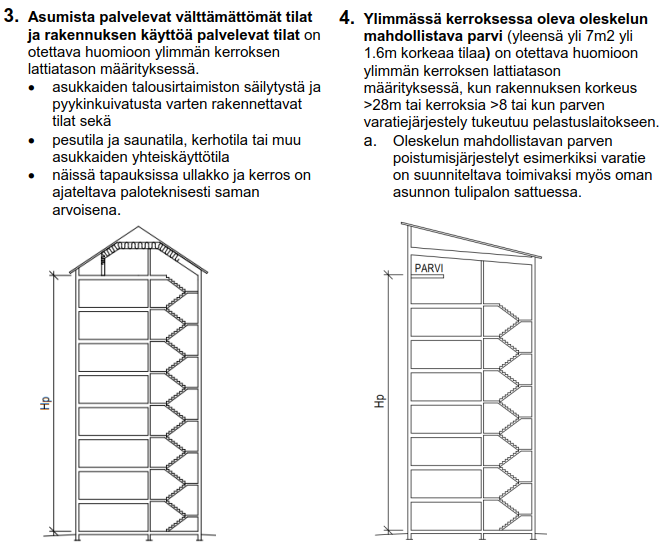 3. Asumista palvelevat välttämättömät tilat
ja rakennuksen käyttöä palvelevat tilat on
otettava huomioon ylimmän kerroksen
lattiatason määrityksessä.
• asukkaiden talousirtaimiston säilytystä ja
pyykinkuivatusta varten rakennettavat
tilat sekä
• pesutila ja saunatila, kerhotila tai muu
asukkaiden yhteiskäyttötila
• näissä tapauksissa ullakko ja kerros on
ajateltava paloteknisesti saman
arvoisena.
Hp
4. Ylimmässä kerroksessa oleva oleskelun
mahdollistava parvi (yleensä yli 7m2 yli
1.6m korkeaa tilaa) on otettava huomioon
ylimmän kerroksen lattiatason
määrityksessä, kun rakennuksen korkeus
>28m tai kerroksia >8 tai kun parven
varatiejärjestely tukeutuu pelastuslaitokseen.
a. Oleskelun mahdollistavan parven
poistumisjärjestelyt esimerkiksi varatie
on suunniteltava toimivaksi myös oman
asunnon tulipalon sattuessa.
PARVI
Hp